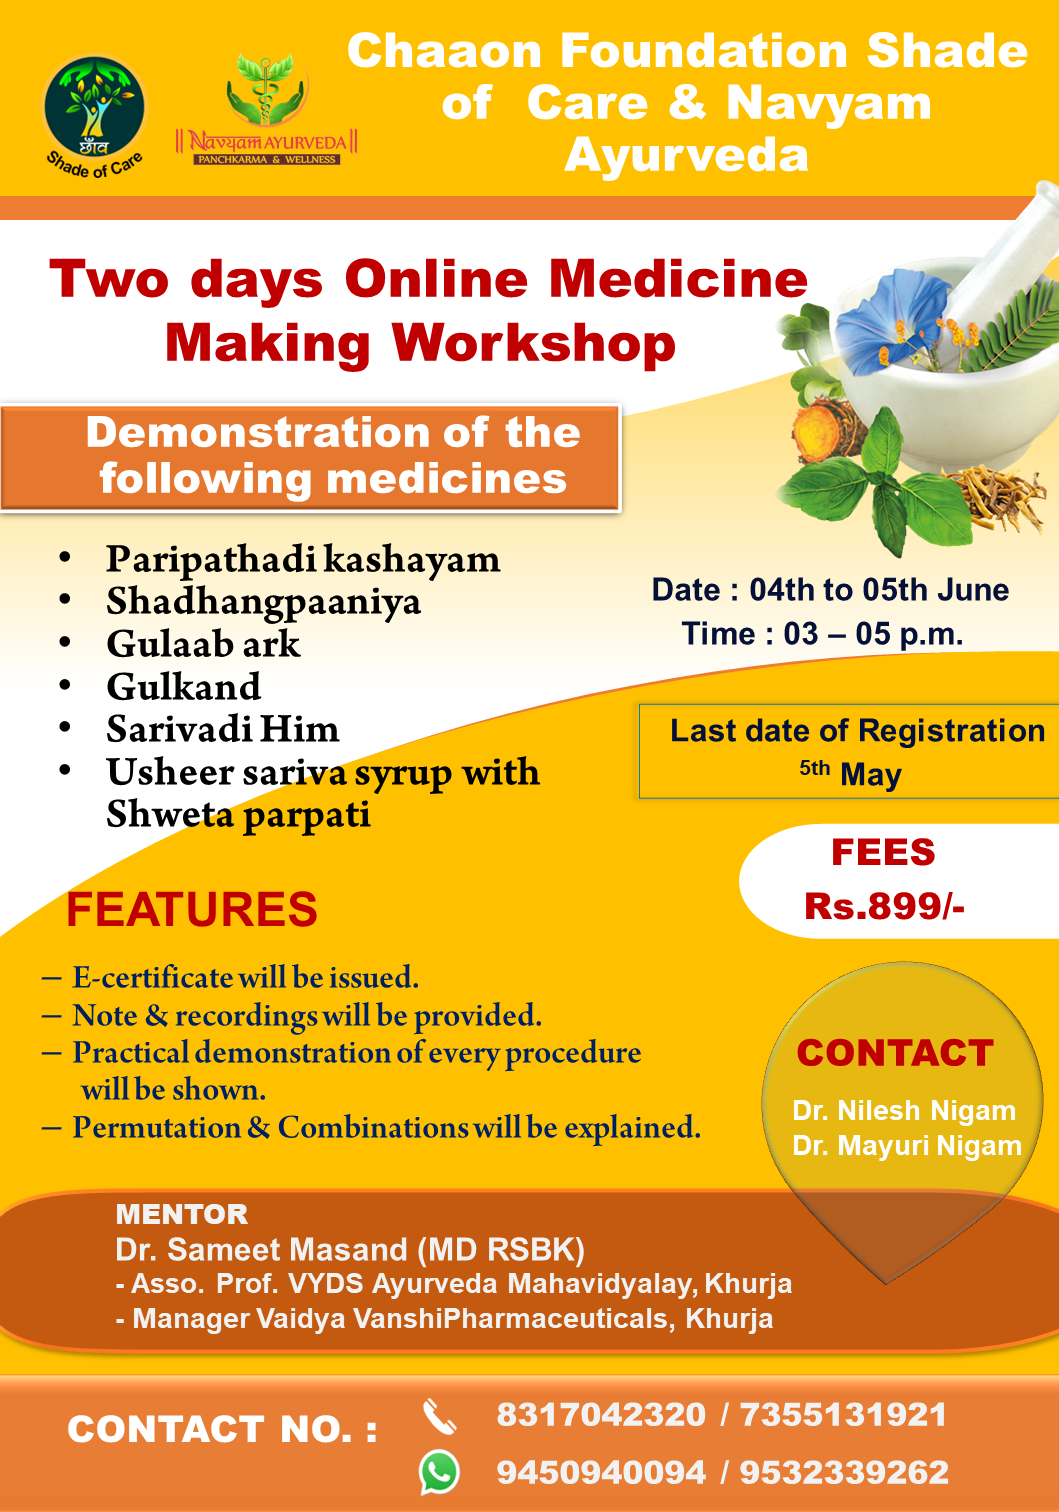 Chaaon Foundation Shade
of Care & Navyam
Ayurveda
छाँव
Shade of Care
|| Navyam AYURVEDA ||
PANCHKARMA & WELLNESS
Two days Online Medicine
Making Workshop
Demonstration of the
following medicines
• Paripathadi kashayam
• Shadhangpaaniya
• Gulaab ark
• Gulkand
• Sarivadi Him
• Usheer sariva syrup with
Shweta parpati
Date : 04th to 05th June
Time : 03 – 05 p.m.
Last date of Registration
5th May
FEES
Rs.899/-
FEATURES
– E-certificate will be issued.
– Note & recordings will be provided.
– Practical demonstration of every procedure
will be shown.
– Permutation & Combinations will be explained.
CONTACT
Dr. Nilesh Nigam
Dr. Mayuri Nigam
MENTOR
Dr. Sameet Masand (MD RSBK)
- Asso. Prof. VYDS Ayurveda Mahavidyalay, Khurja
- Manager Vaidya VanshiPharmaceuticals, Khurja
CONTACT NO. :
8317042320 / 7355131921
9450940094 / 9532339262